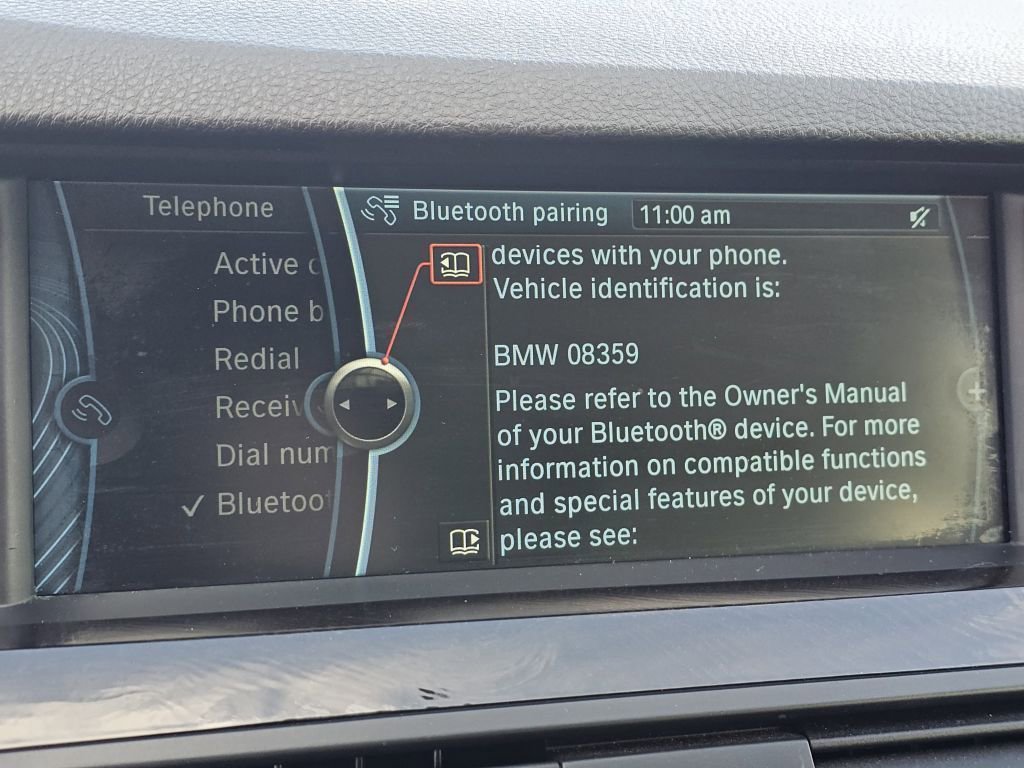 Telephone
Active
Phone b
Redial
Receiv
Dial num
Bluetoo
Bluetooth pairing
11:00 am
devices with your phone.
Vehicle identification is:
BMW 08359
Please refer to the Owner's Manual
of your Bluetooth® device. For more
information on compatible functions
and special features of your device,
please see: